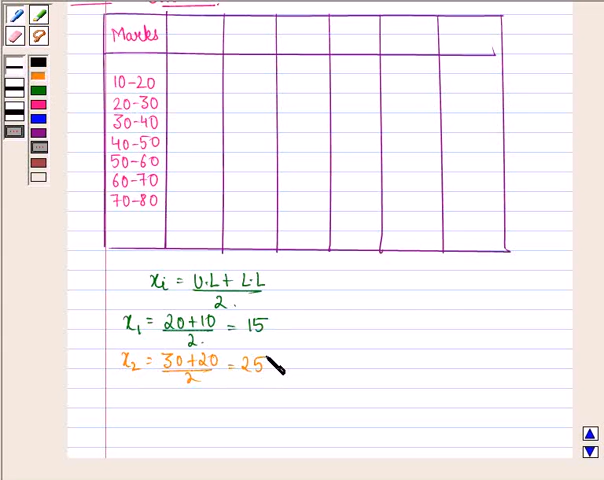 Marks
10-20
20-30
30-40
40-50
50-60
60-70
70-80
xi = U.L + L.L / 2.
x1 = 20+10 / 2. = 15
x2 = 30+20 / 2 = 25